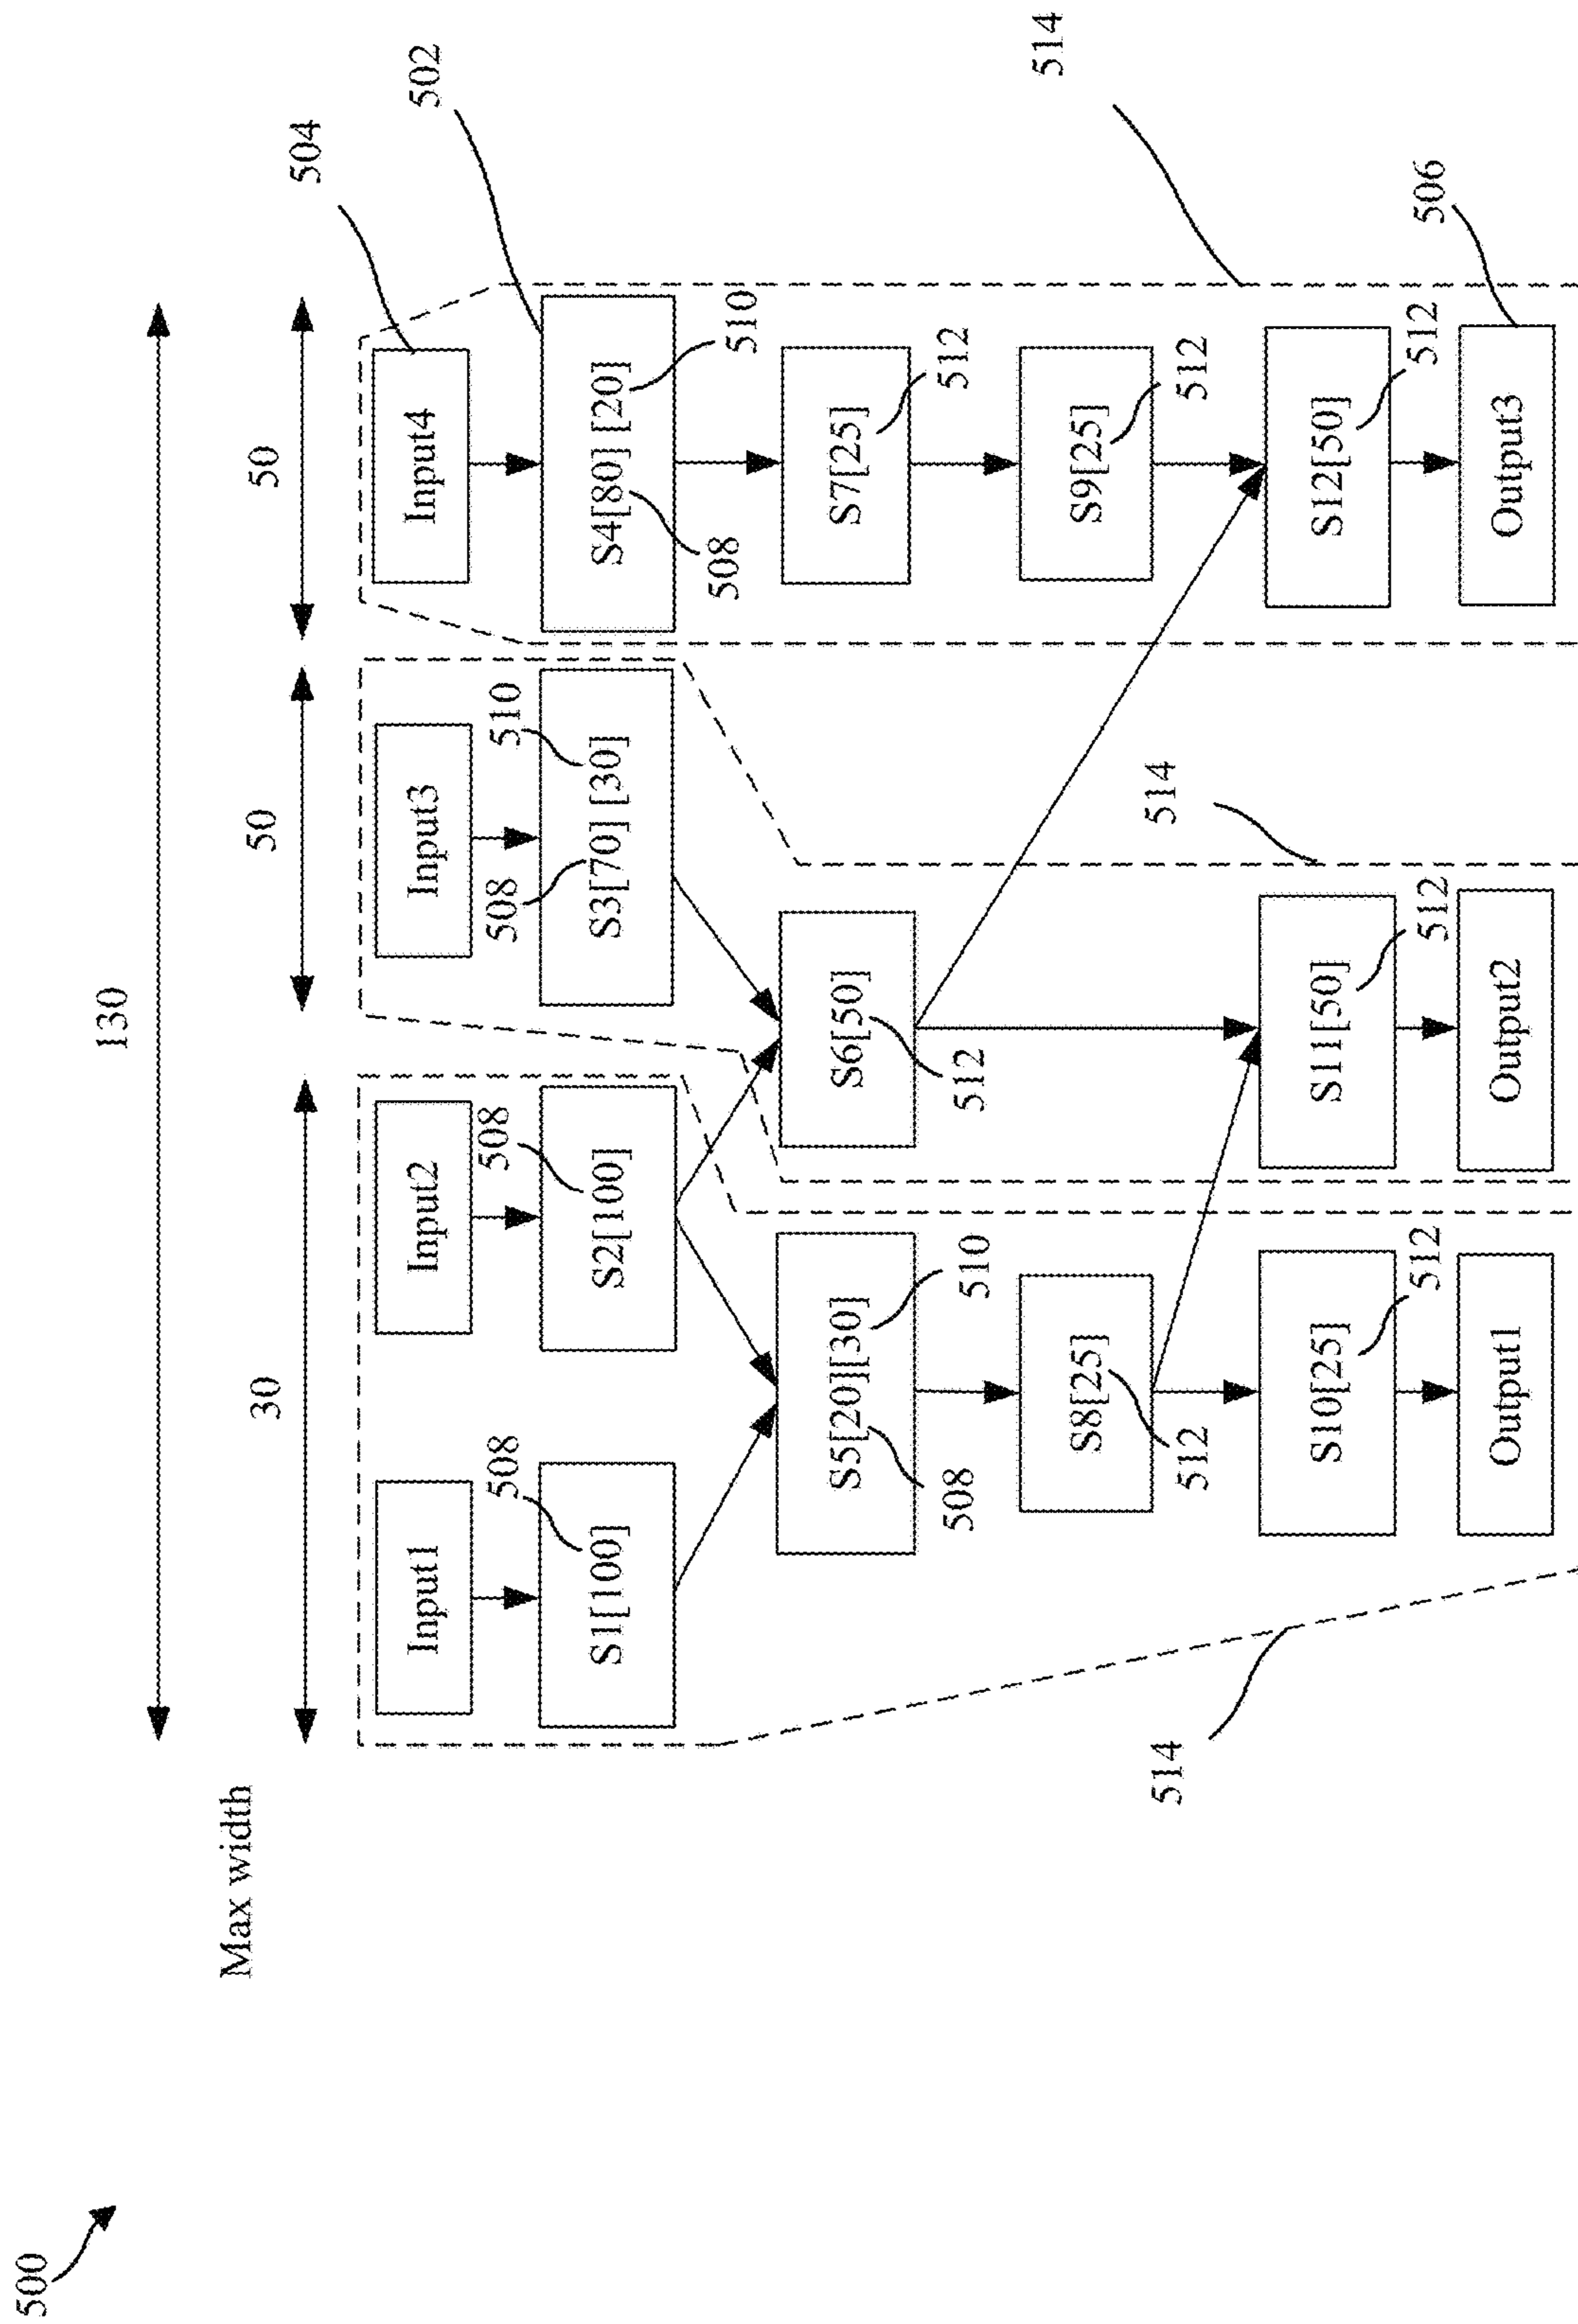 500
130
Max width
30
50
50
504
502
Input1
Input2
Input3
Input4
508
508
508
510
S1[100]
S2[100]
S3[70] [30]
S4[80] [20]
508
510
514
S5[20][30]
S6[50]
S7[25]
508
510
512
512
S8[25]
S9[25]
512
512
514
514
514
S10[25]
S11[50]
S12[50]
512
512
512
506
Output1
Output2
Output3